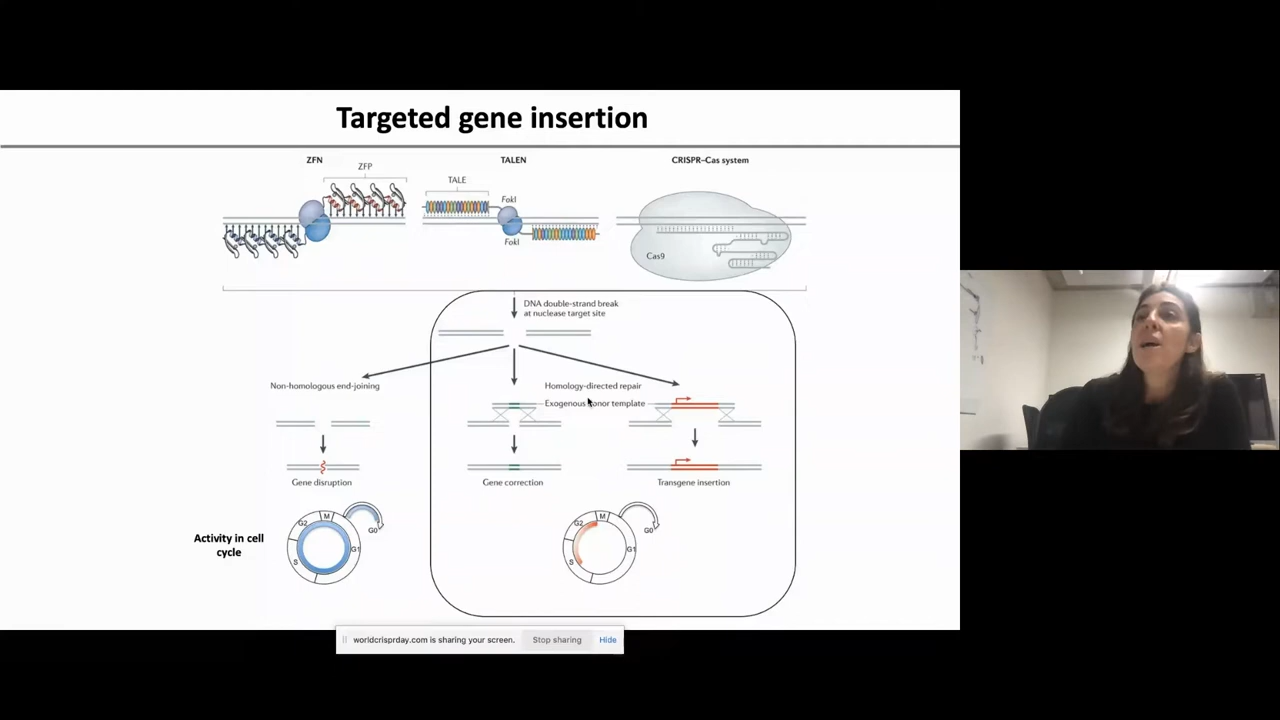 Targeted gene insertion
ZFN
ZFP
TALEN
TALE
FokI
FokI
CRISPR–Cas system
Cas9
DNA double-strand break
at nuclease target site
Non-homologous end-joining
Homology-directed repair
Exogenous donor template
Gene disruption
Gene correction
Transgene insertion
Activity in cell
cycle
G2
M
G0
G1
S
G2
M
G0
G1
S
worldcrisprday.com is sharing your screen.
Stop sharing
Hide